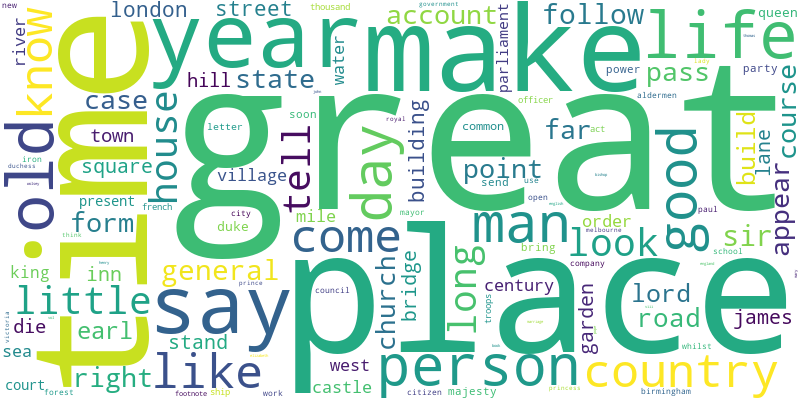 great
place
time
make
year
life
say
man
person
country
old
know
house
day
good
come
like
little
right
long
look
tell
general
account
follow
london
street
state
hill
case
town
square
village
form
present
inn
king
earl
die
sea
court
forest
stand
castle
west
church
bridge
building
point
century
garden
lord
road
james
sir
order
far
pass
course
lane
build
appear
water
river
parliament
power
party
queen
thousand
government
new
officer
aldermen
common
act
letter
soon
royal
iron
duchess
french
city
duke
mile
mayor
send
use
open
paul
school
bring
melbourne
company
council
prince
troops
whilst
majesty
citizen
birmingham
princess
footnote
ship
work
victoria
think
lady
john
henry
thomas
bishop